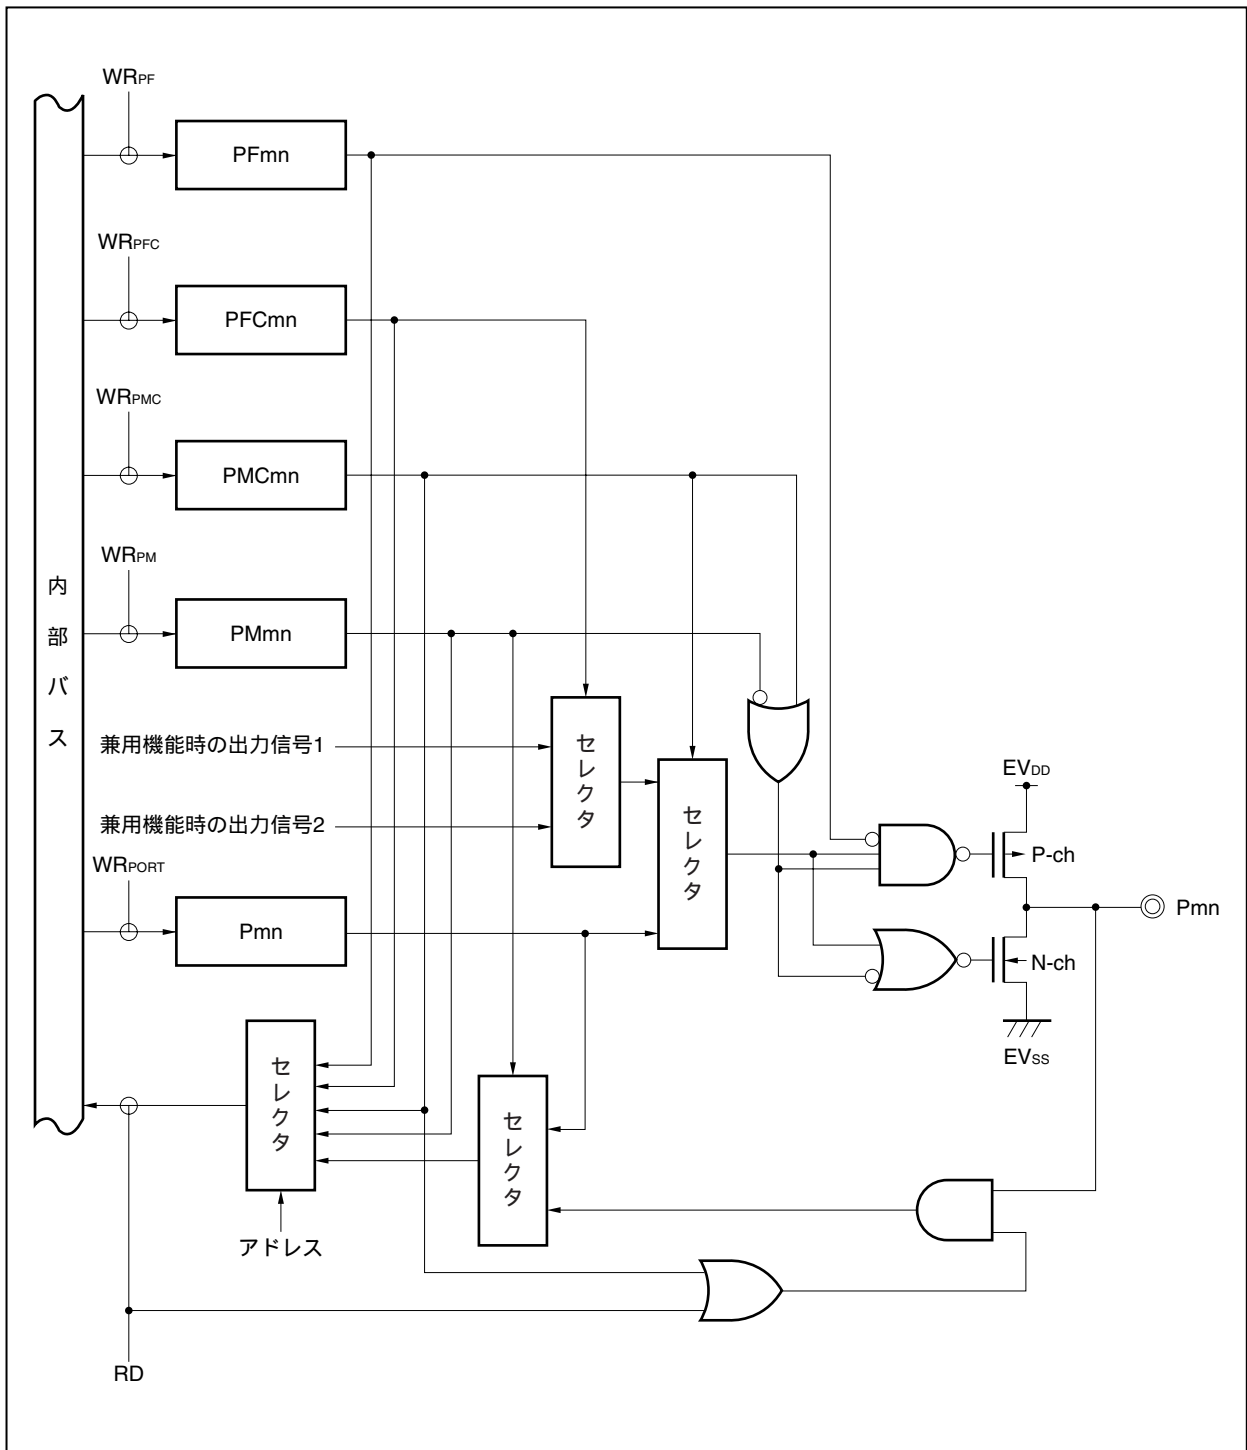 WRPF
PFmn
WRPFC
PFCmn
WRPMC
PMCmn
WRPM
PMmn
内部バス
兼用機能時の出力信号1
セレクタ
兼用機能時の出力信号2
セレクタ
WRPORT
Pmn
EVDD
P-ch
Pmn
N-ch
EVSS
セレクタ
セレクタ
アドレス
RD